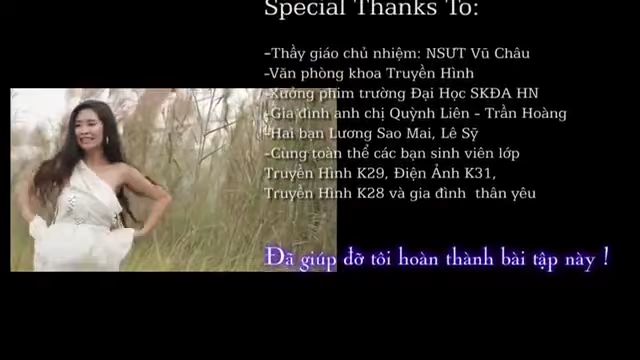 Special Thanks To:
-Thầy giáo chủ nhiệm: NSƯT Vũ Châu
-Văn phòng khoa Truyền Hình
-Xưởng phim trường Đại Học SKĐA HN
-Gia đình anh chị Quỳnh Liên - Trần Hoàng
-Hai bạn Lương Sao Mai, Lê Sỹ
-Cùng toàn thể các bạn sinh viên lớp
Truyền Hình K29, Điện Ảnh K31,
Truyền Hình K28 và gia đình thân yêu
Đã giúp đỡ tôi hoàn thành bài tập này !